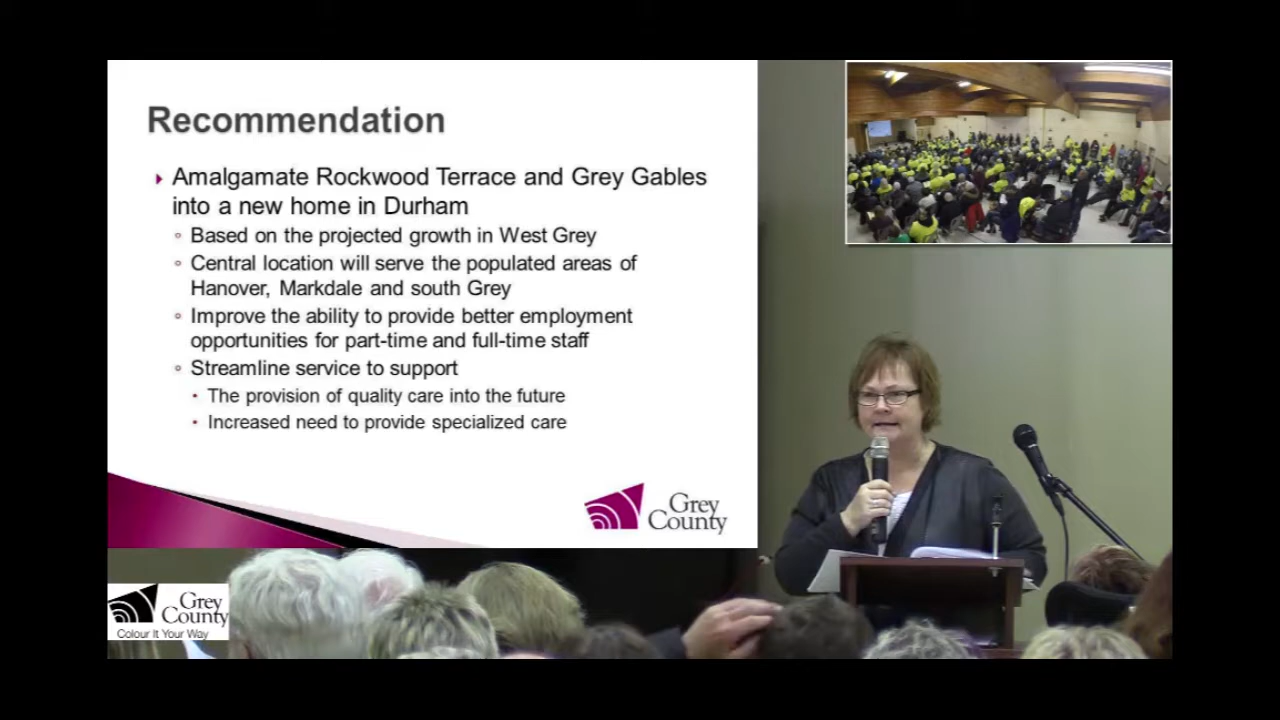 Recommendation
Amalgamate Rockwood Terrace and Grey Gables
into a new home in Durham
Based on the projected growth in West Grey
Central location will serve the populated areas of
Hanover, Markdale and south Grey
Improve the ability to provide better employment
opportunities for part-time and full-time staff
Streamline service to support
The provision of quality care into the future
Increased need to provide specialized care
Grey
County
Grey
County
Colour It Your Way